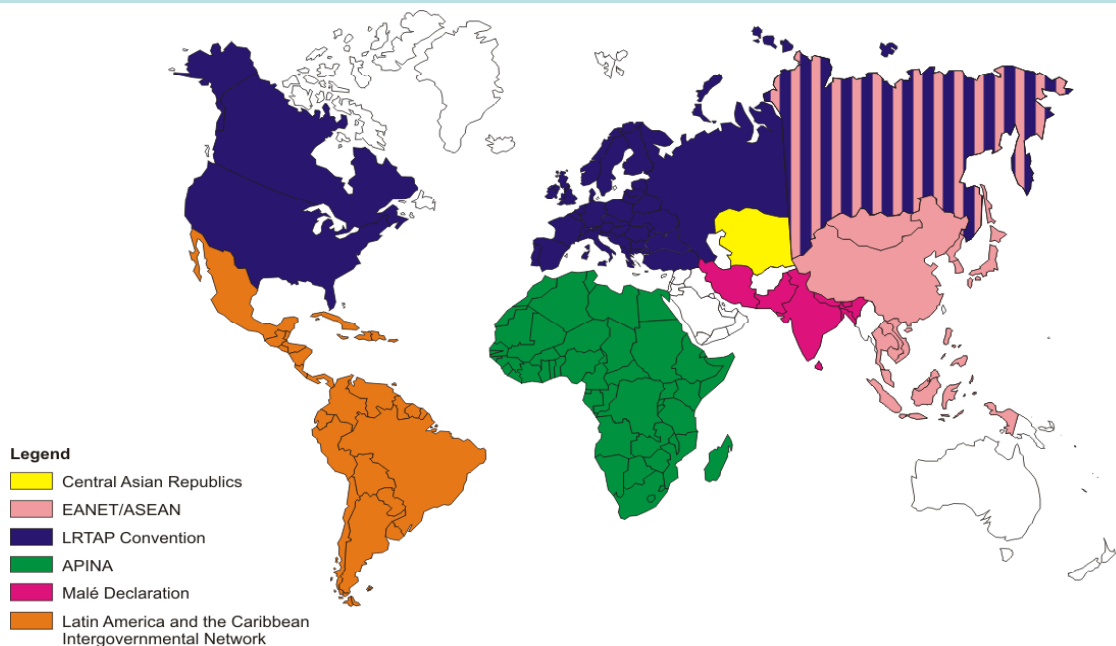 Legend
Central Asian Republics
EANET/ASEAN
LRTAP Convention
APINA
Malé Declaration
Latin America and the Caribbean
Intergovernmental Network